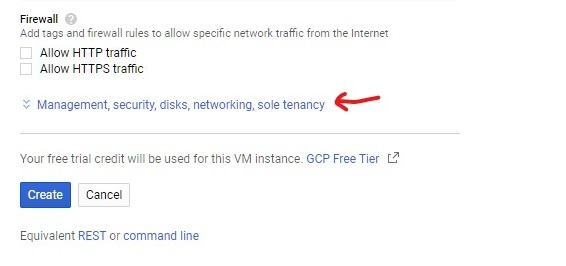 Firewall
Add tags and firewall rules to allow specific network traffic from the Internet
Allow HTTP traffic
Allow HTTPS traffic
Management, security, disks, networking, sole tenancy
Your free trial credit will be used for this VM instance. GCP Free Tier
Create Cancel
Equivalent REST or command line